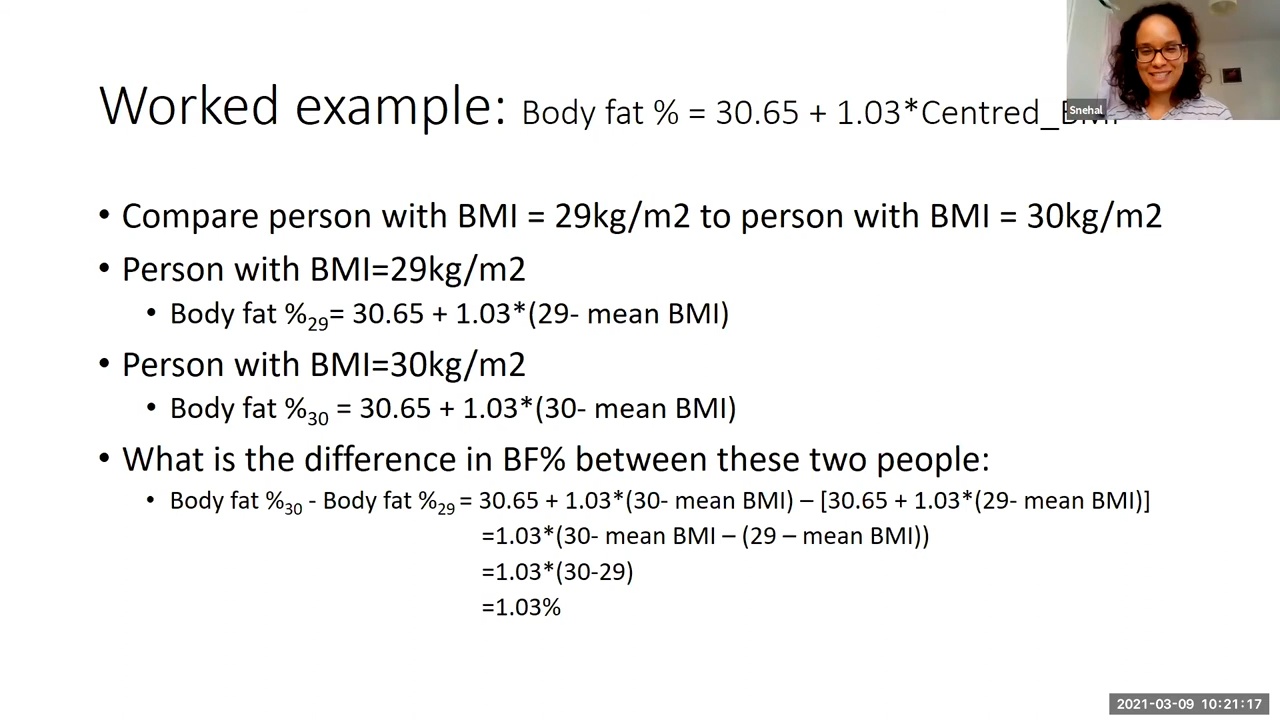 Worked example: Body fat % = 30.65 + 1.03*Centred_BMI
Snehal
• Compare person with BMI = 29kg/m2 to person with BMI = 30kg/m2
• Person with BMI=29kg/m2
• Body fat %29= 30.65 + 1.03*(29- mean BMI)
• Person with BMI=30kg/m2
• Body fat %30 = 30.65 + 1.03*(30- mean BMI)
• What is the difference in BF% between these two people:
• Body fat %30 - Body fat %29 = 30.65 + 1.03*(30- mean BMI) – [30.65 + 1.03*(29- mean BMI)]
=1.03*(30- mean BMI – (29 – mean BMI))
=1.03*(30-29)
=1.03%
2021-03-09 10:21:17